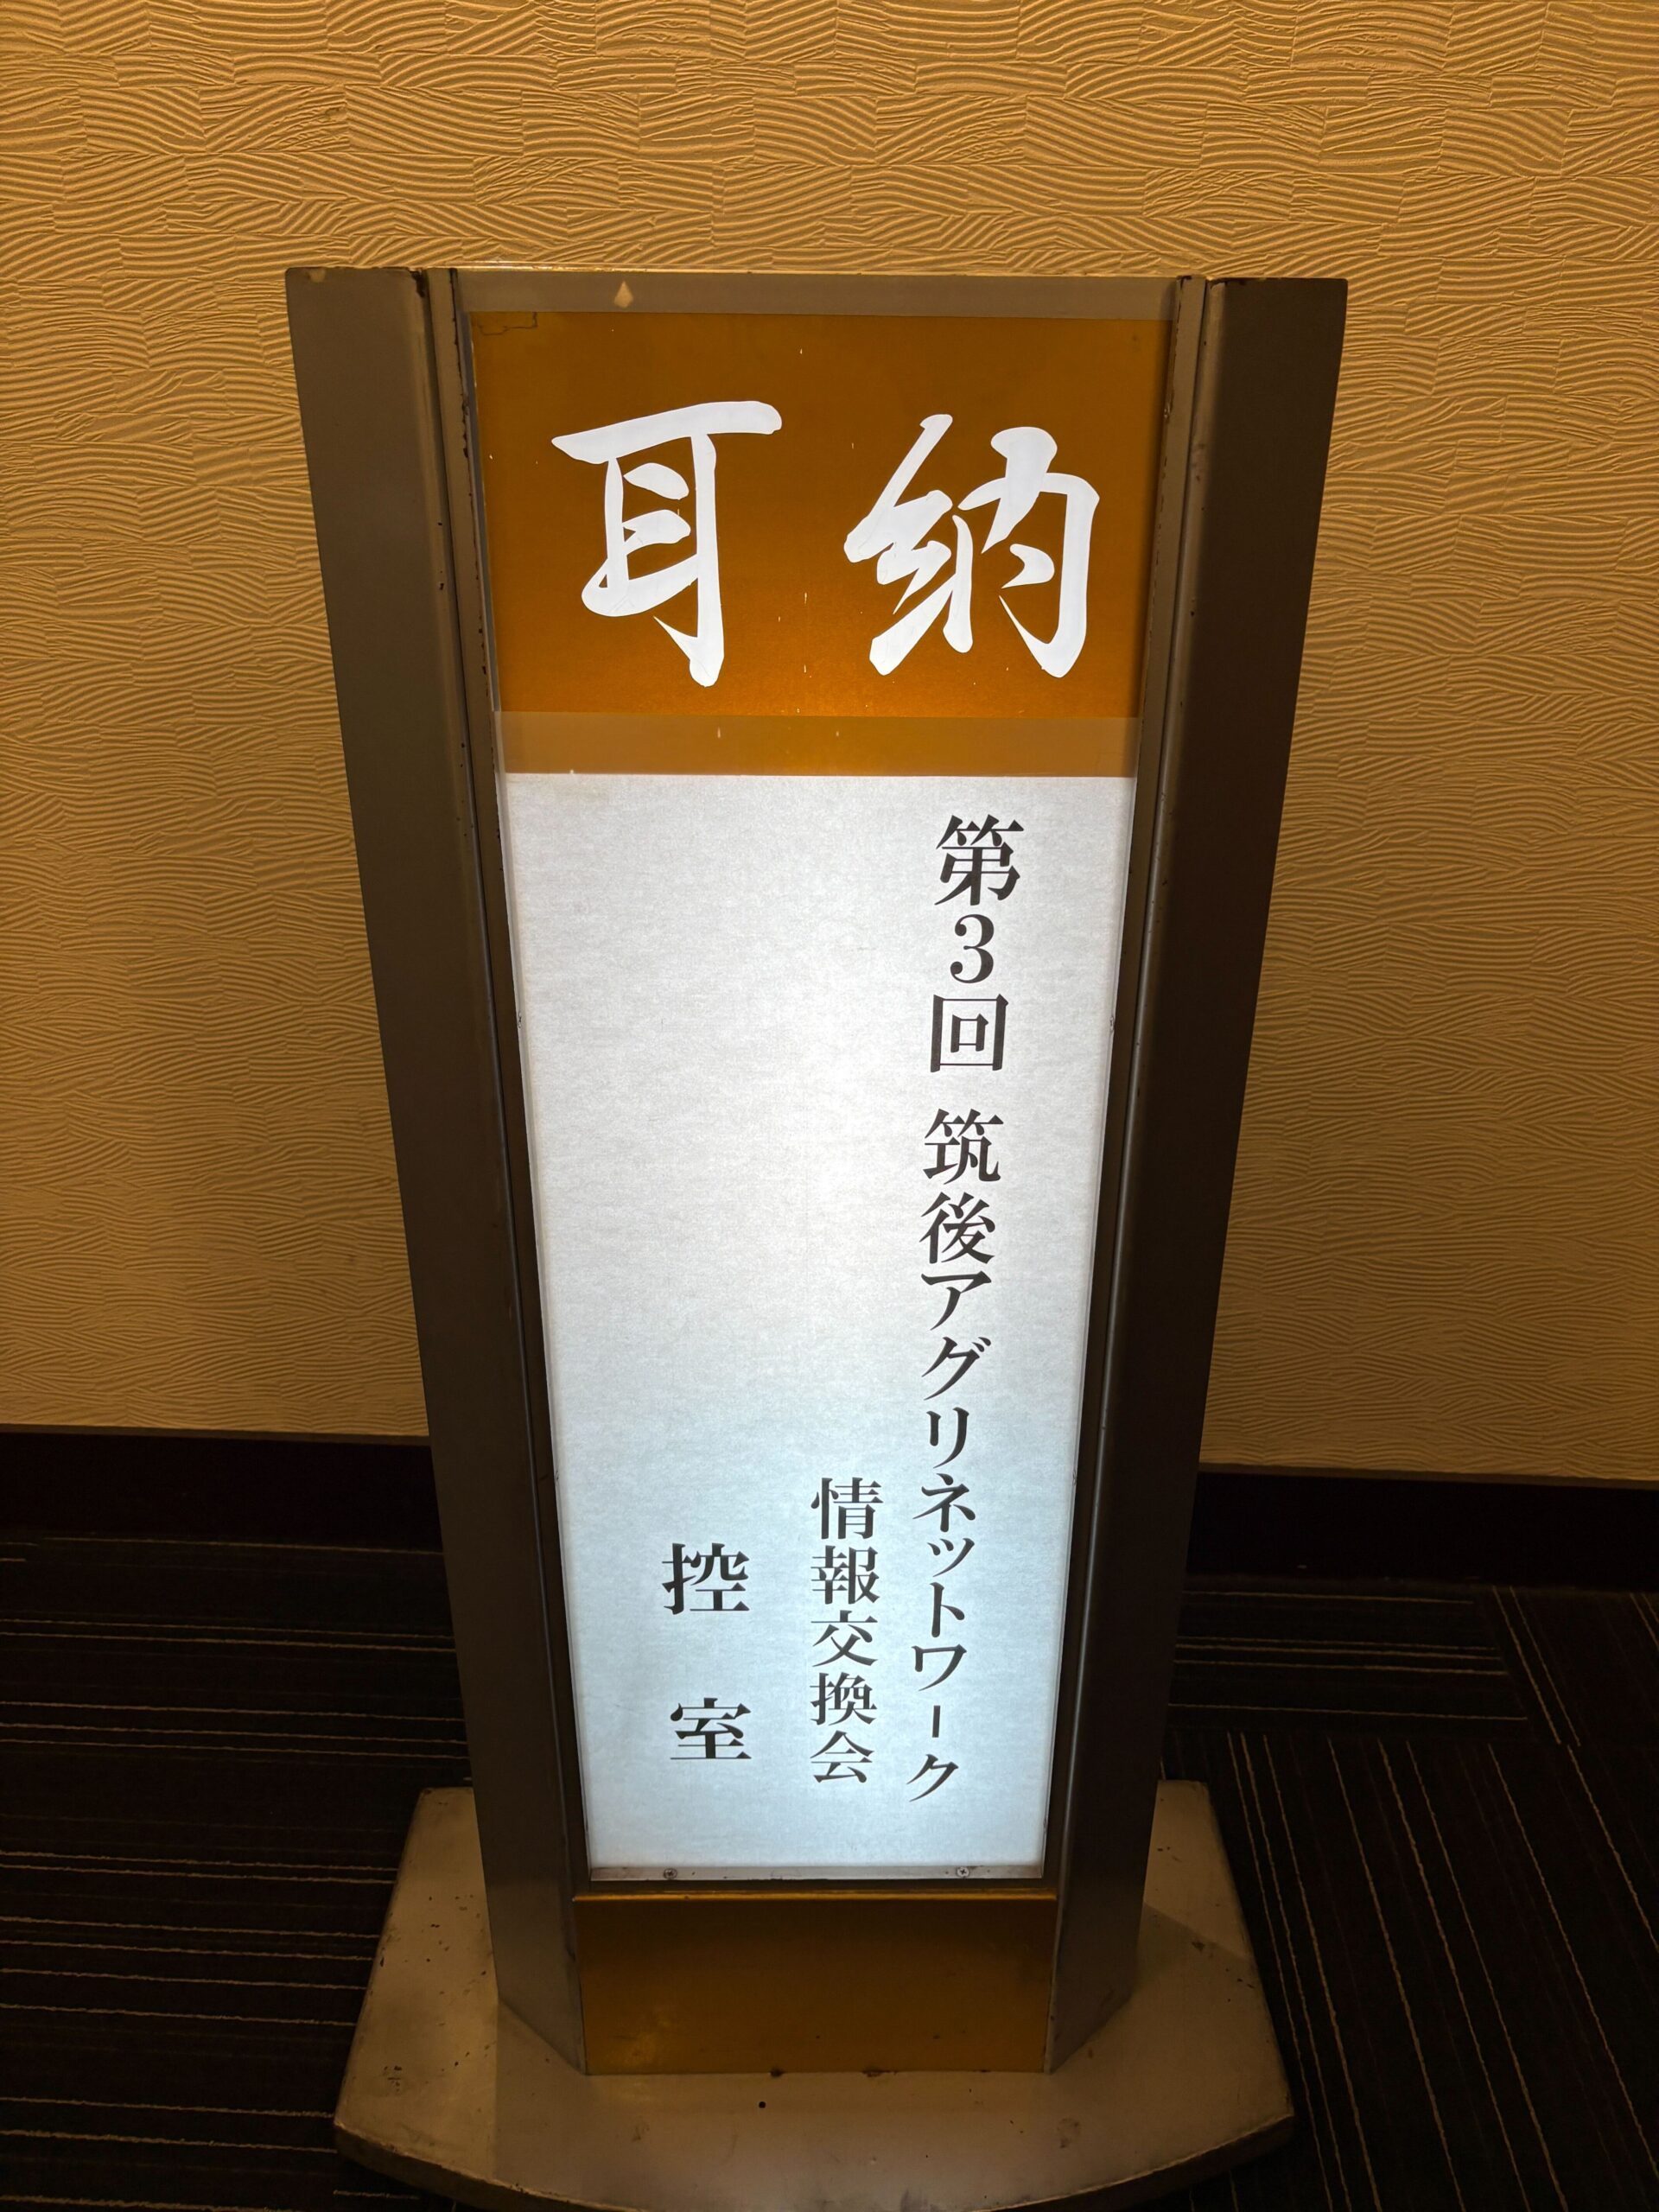 耳納
第3回 筑後アグリネットワーク
情報交換会
控室